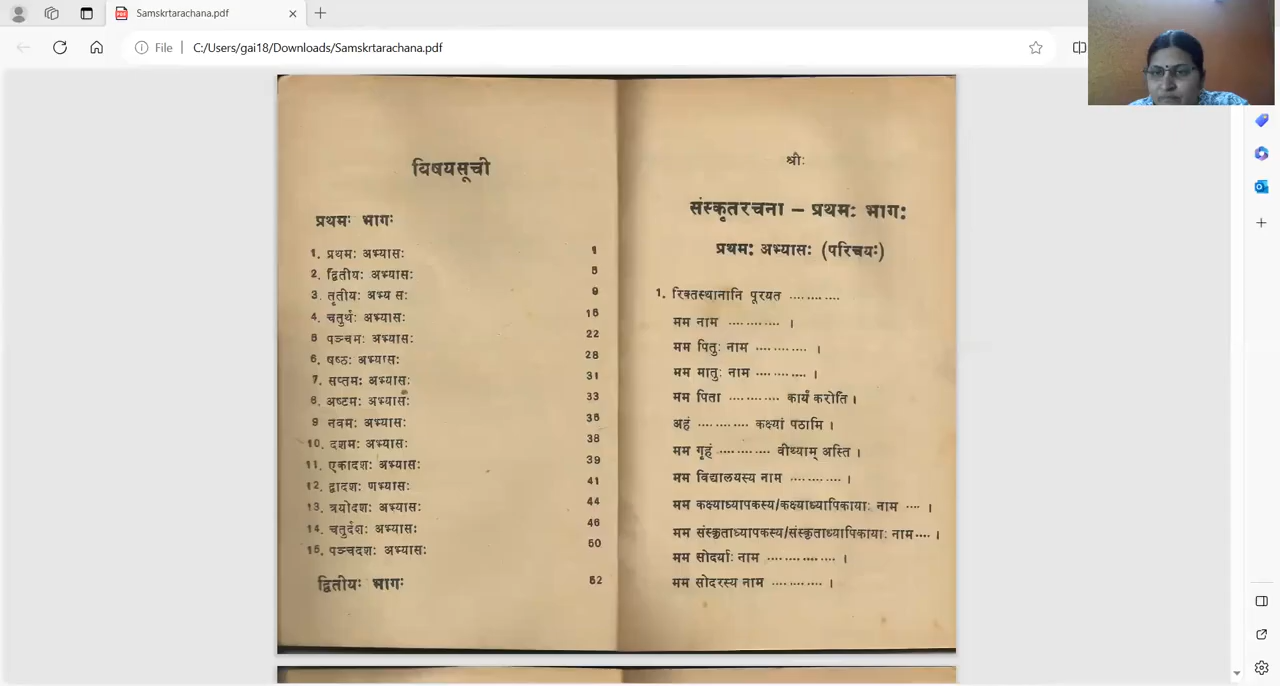 Samskrtarachana.pdf
File
C:/Users/gai18/Downloads/Samskrtarachana.pdf
विषयसूची
प्रथमः भागः
1. प्रथमः अभ्यासः 1
2. द्वितीयः अभ्यासः 5
3. तृतीयः अभ्य सः 9
4. चतुर्थः अभ्यासः 15
5 पञ्चमः अभ्यासः 22
6. षष्ठः अभ्यासः 28
7. सप्तमः अभ्यासः 31
8. अष्टमः अभ्यासः 33
9 नवमः अभ्यासः 35
10. दशमः अभ्यासः 38
11. एकादशः अभ्यासः 39
12. द्वादशः णभ्यासः 41
13. त्रयोदशः अभ्यासः 44
14. चतुर्दशः अभ्यासः 46
15. पञ्चदशः अभ्यासः 50
द्वितीयः भागः 52
श्रीः
संस्कृतरचना – प्रथमः भागः
प्रथमः अभ्यासः (परिचयः)
1. रिक्तस्थानानि पूरयत ..........
मम नाम .......... ।
मम पितुः नाम .......... ।
मम मातुः नाम .......... ।
मम पिता .......... कार्यं करोति ।
अहं .......... कक्ष्यां पठामि ।
मम गृहं .......... वीथ्याम् अस्ति ।
मम विद्यालयस्य नाम .......... ।
मम कक्ष्याध्यापकस्य/कक्ष्याध्यापिकायाः नाम .... ।
मम संस्कृताध्यापकस्य/संस्कृताध्यापिकायाः नाम .... ।
मम सोदर्याः नाम ............. ।
मम सोदरस्य नाम .......... ।